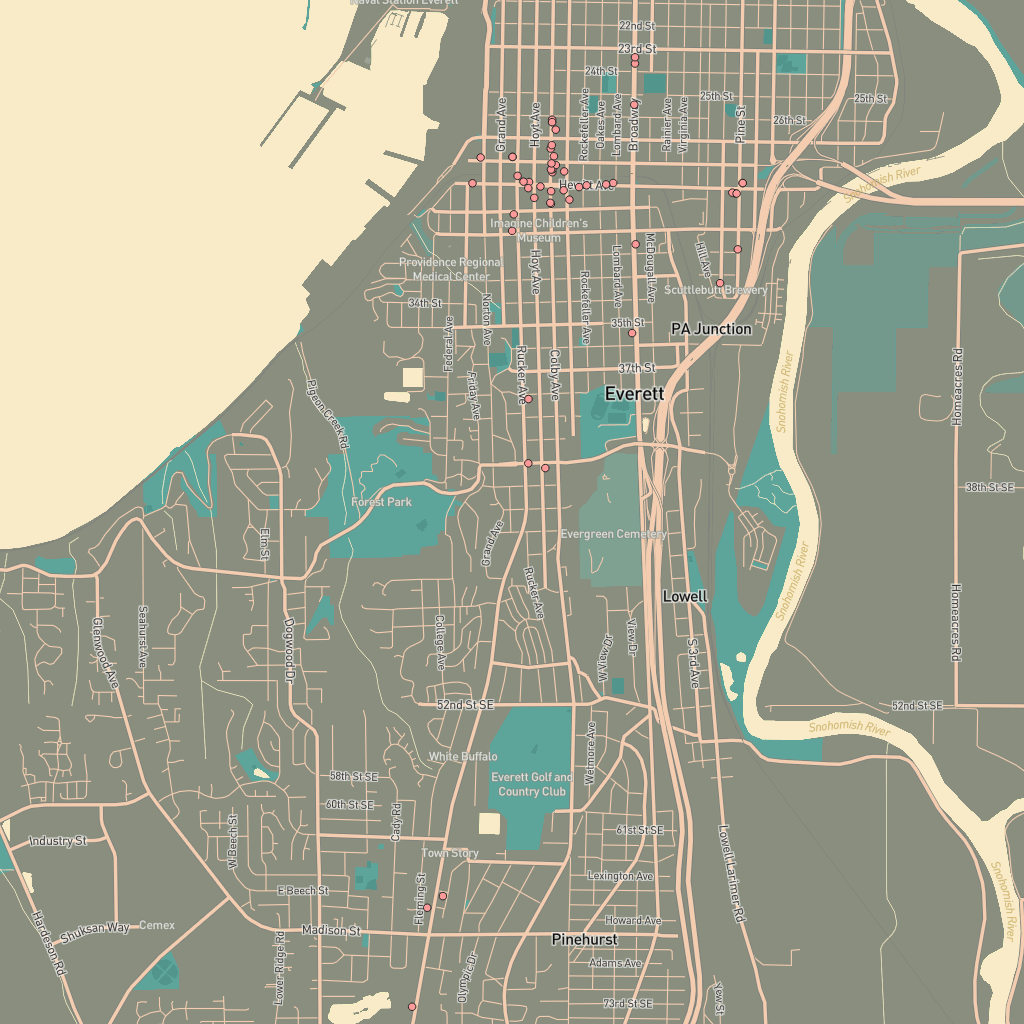 Naval Station Everett
22nd St
23rd St
24th St
25th St
25th St
26th St
Grand Ave
Hoyt Ave
Rockefeller Ave
Oakes Ave
Lombard Ave
Broadway
Rainier Ave
Virginia Ave
Pine St
Snohomish River
Hewitt Ave
Imagine Children's
Museum
Providence Regional
Medical Center
Hoyt Ave
Rockefeller Ave
Lombard Ave
McDougall Ave
Hill Ave
Scuttlebutt Brewery
34th St
Norton Ave
Federal Ave
35th St
PA Junction
Homeacres Rd
Snohomish River
Pigeon Creek Rd
Friday Ave
Rucker Ave
Colby Ave
37th St
Everett
38th St SE
Forest Park
Evergreen Cemetery
Elm St
Grand Ave
Rucker Ave
Snohomish River
Lowell
Homeacres Rd
Glenwood Ave
Seahurst Ave
Dogwood Dr
College Ave
W View Dr
View Dr
S 3rd Ave
52nd St SE
52nd St SE
Snohomish River
White Buffalo
Wetmore Ave
58th St SE
Everett Golf and
Country Club
60th St SE
Cady Rd
61st St SE
Industry St
W Beech St
Town Story
Lowell Larimer Rd
Snohomish River
E Beech St
Fleming St
Lexington Ave
Hardeson Rd
Shuksan Way
Cemex
Madison St
Howard Ave
Pinehurst
Lower Ridge Rd
Olympic Dr
Adams Ave
73rd St SE
Yew St